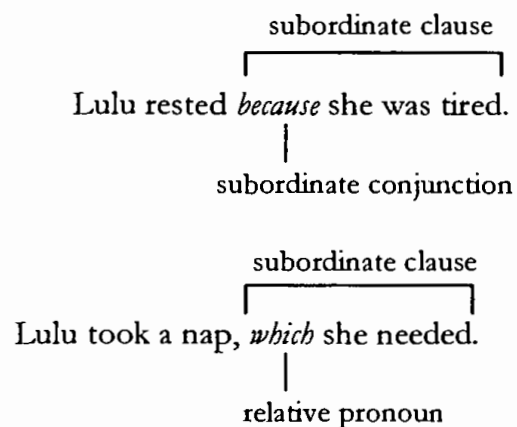 subordinate clause
Lulu rested because she was tired.
subordinate conjunction
subordinate clause
Lulu took a nap, which she needed.
relative pronoun